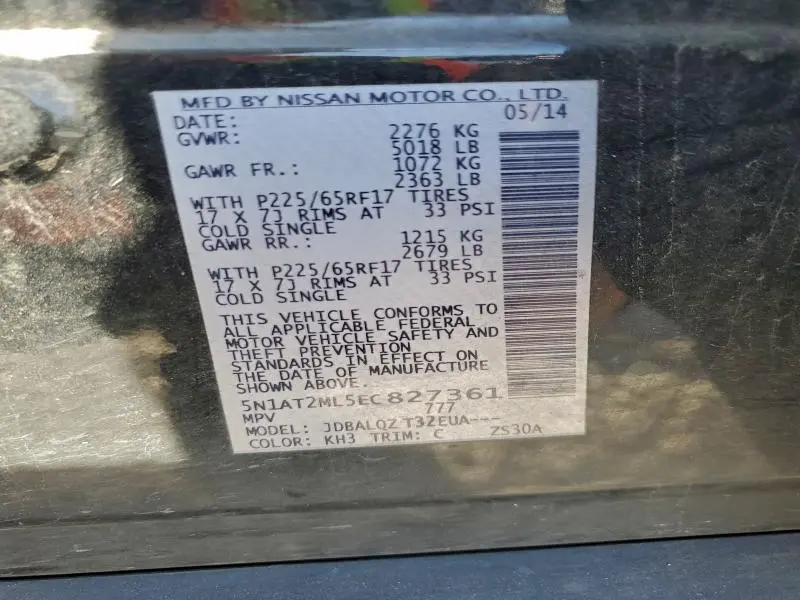 MFD BY NISSAN MOTOR CO., LTD.
DATE: 05/14
GVWR: 2276 KG
5018 LB
GAWR FR.: 1072 KG
2363 LB
WITH P225/65RF17 TIRES
17 X 7J RIMS AT 33 PSI
COLD SINGLE
GAWR RR.: 1215 KG
2679 LB
WITH P225/65RF17 TIRES
17 X 7J RIMS AT 33 PSI
COLD SINGLE
THIS VEHICLE CONFORMS TO
ALL APPLICABLE FEDERAL
MOTOR VEHICLE SAFETY AND
THEFT PREVENTION
STANDARDS IN EFFECT ON
THE DATE OF MANUFACTURE
SHOWN ABOVE.
5N1AT2ML5EC827361
MPV 777
MODEL: JDBALQZ T32EUA---
COLOR: KH3 TRIM: C ZS30A